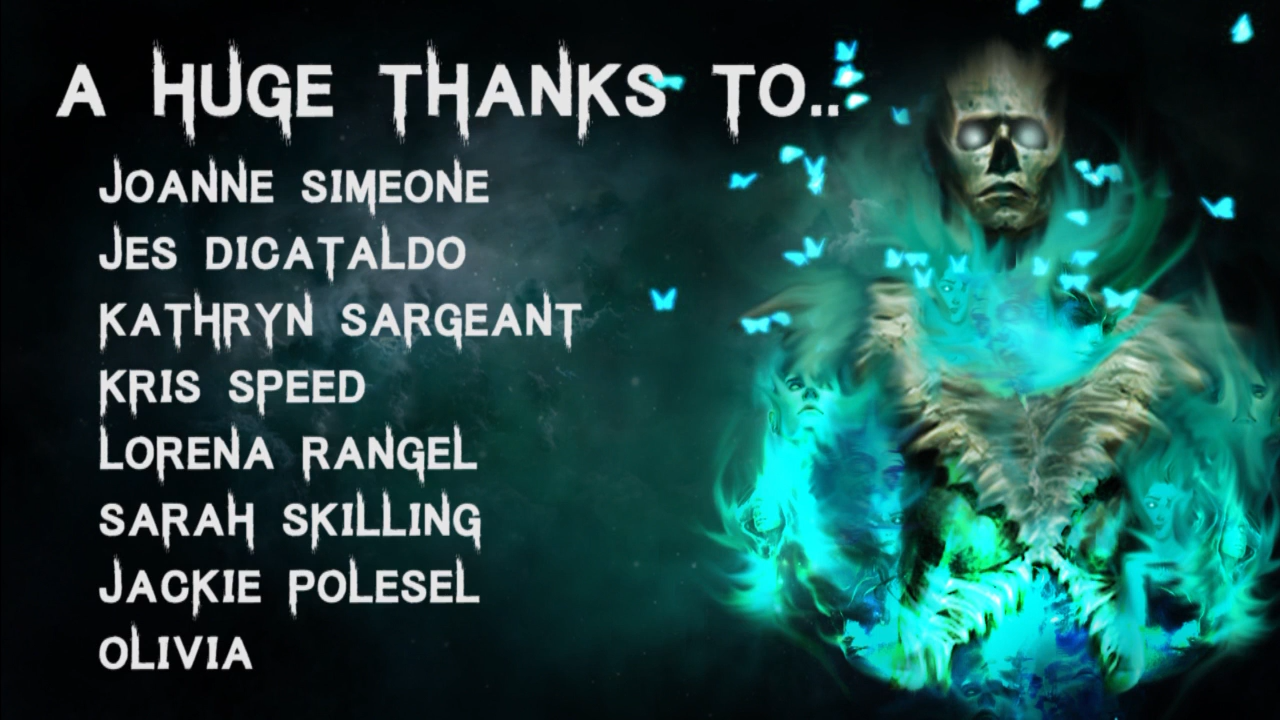 A HUGE THANKS TO..
JOANNE SIMEONE
JES DICATALDO
KATHRYN SARGEANT
KRIS SPEED
LORENA RANGEL
SARAH SKILLING
JACKIE POLESEL
OLIVIA